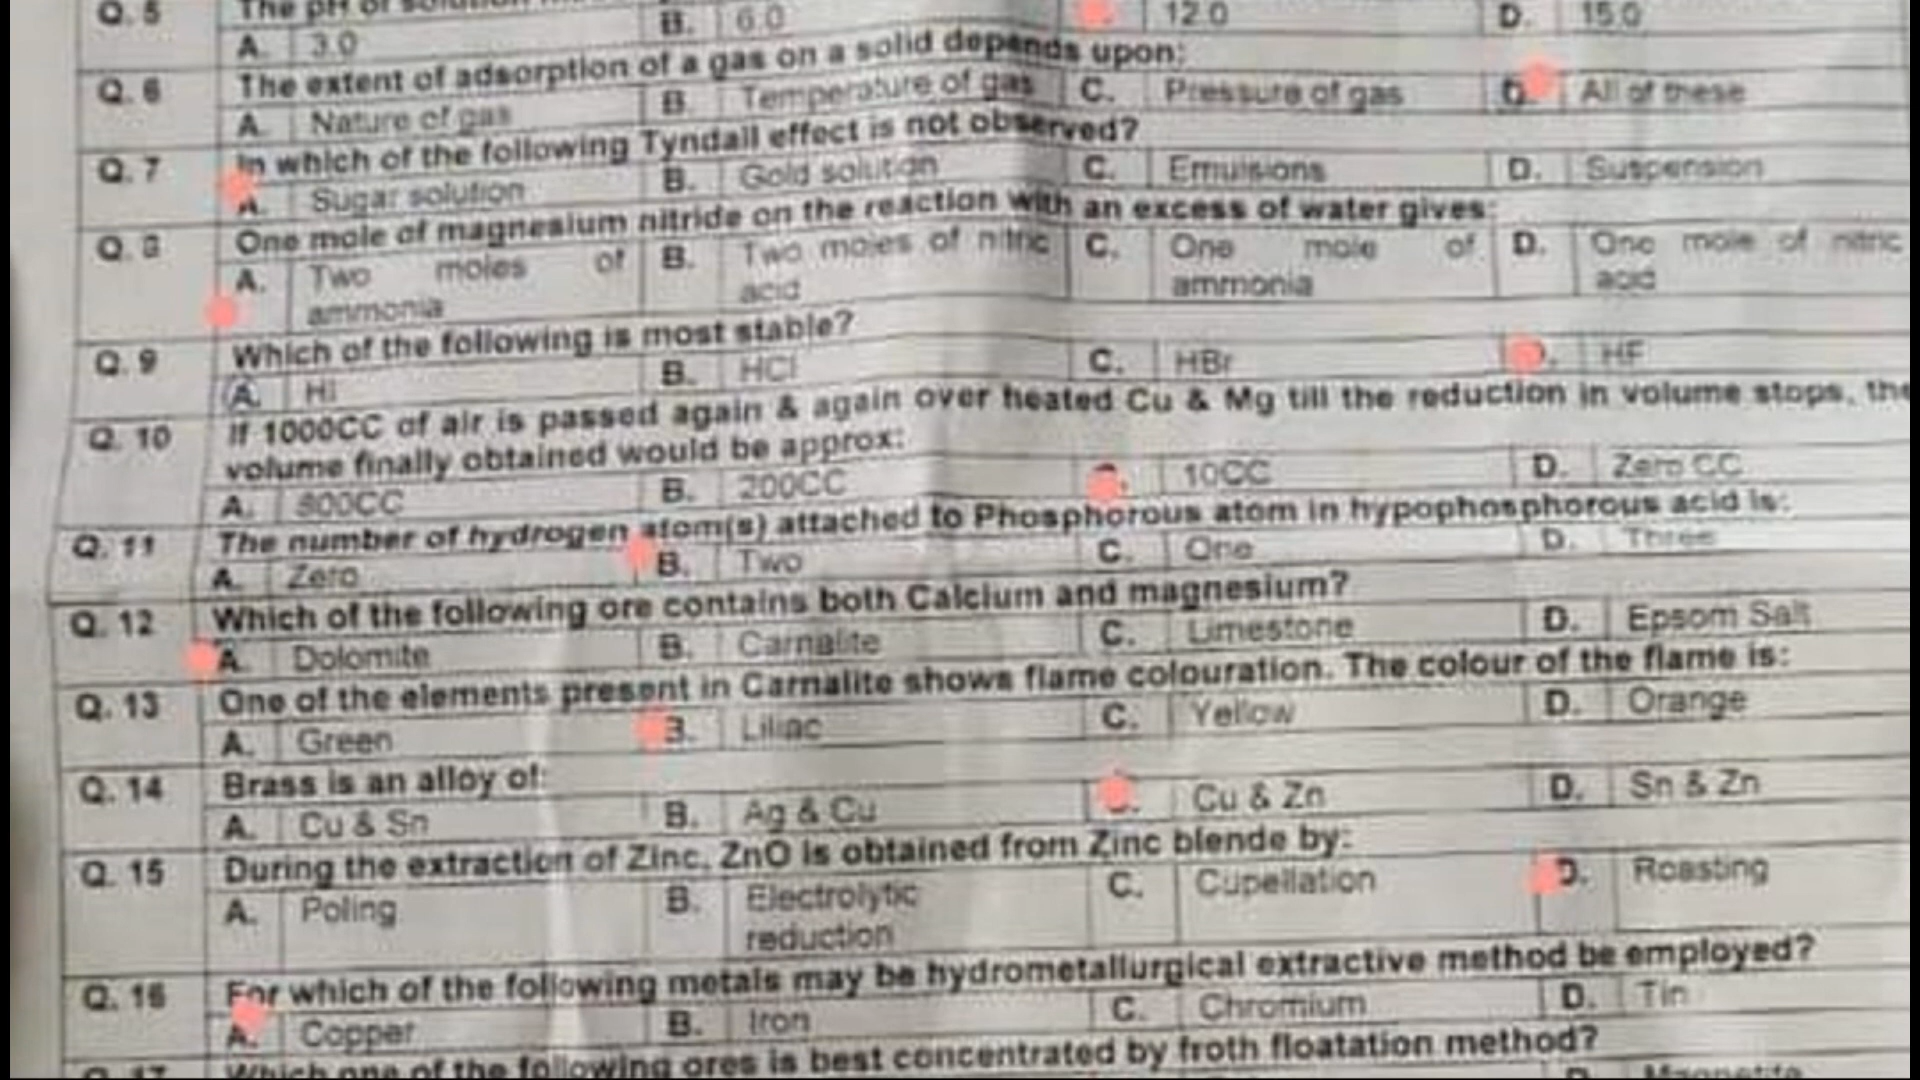 Q. 5 The pH of solution
A. 3.0 B. 6.0 12.0 D. 15.0
Q. 6 The extent of adsorption of a gas on a solid depends upon:
A. Nature of gas B. Temperature of gas C. Pressure of gas D. All of these
Q. 7 In which of the following Tyndall effect is not observed?
A. Sugar solution B. Gold solution C. Emulsions D. Suspension
Q. 8 One mole of magnesium nitride on the reaction with an excess of water gives:
A. Two moles of B. Two moles of nitric C. One mole of D. One mole of nitric
ammonia acid ammonia acid
Q. 9 Which of the following is most stable?
A. HI B. HCl C. HBr D. HF
Q. 10 If 1000CC of air is passed again & again over heated Cu & Mg till the reduction in volume stops, the
volume finally obtained would be approx:
A. 800CC B. 200CC 10CC D. Zero CC
Q. 11 The number of hydrogen atom(s) attached to Phosphorous atom in hypophosphorous acid is:
A. Zero B. Two C. One D. Three
Q. 12 Which of the following ore contains both Calcium and magnesium?
A. Dolomite B. Carnalite C. Limestone D. Epsom Salt
Q. 13 One of the elements present in Carnalite shows flame colouration. The colour of the flame is:
A. Green B. Liliac C. Yellow D. Orange
Q. 14 Brass is an alloy of:
A. Cu & Sn B. Ag & Cu C. Cu & Zn D. Sn & Zn
Q. 15 During the extraction of Zinc, ZnO is obtained from Zinc blende by:
A. Poling B. Electrolytic C. Cupellation D. Roasting
reduction
Q. 16 For which of the following metals may be hydrometallurgical extractive method be employed?
A. Copper B. Iron C. Chromium D. Tin
Q. 17 Which one of the following ores is best concentrated by froth floatation method?
D. Magnetite